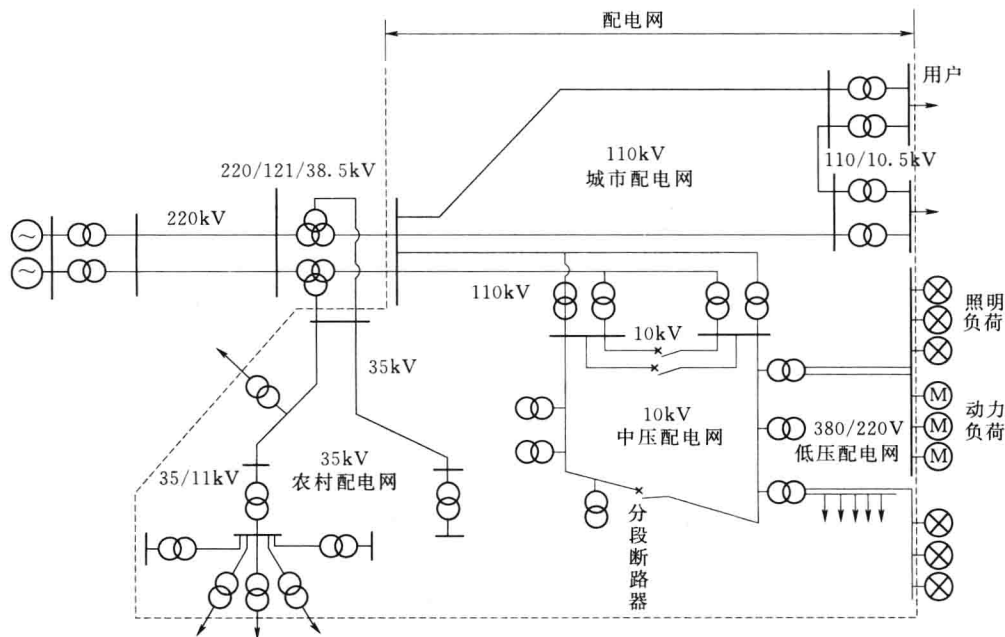 配电网
用户
110kV
城市配电网
110/10.5kV
220/121/38.5kV
220kV
~
~
110kV
照明
负荷
10kV
35kV
M
动力
负荷
M
M
10kV
中压配电网
380/220V
低压配电网
35/11kV
35kV
农村配电网
分段断路器